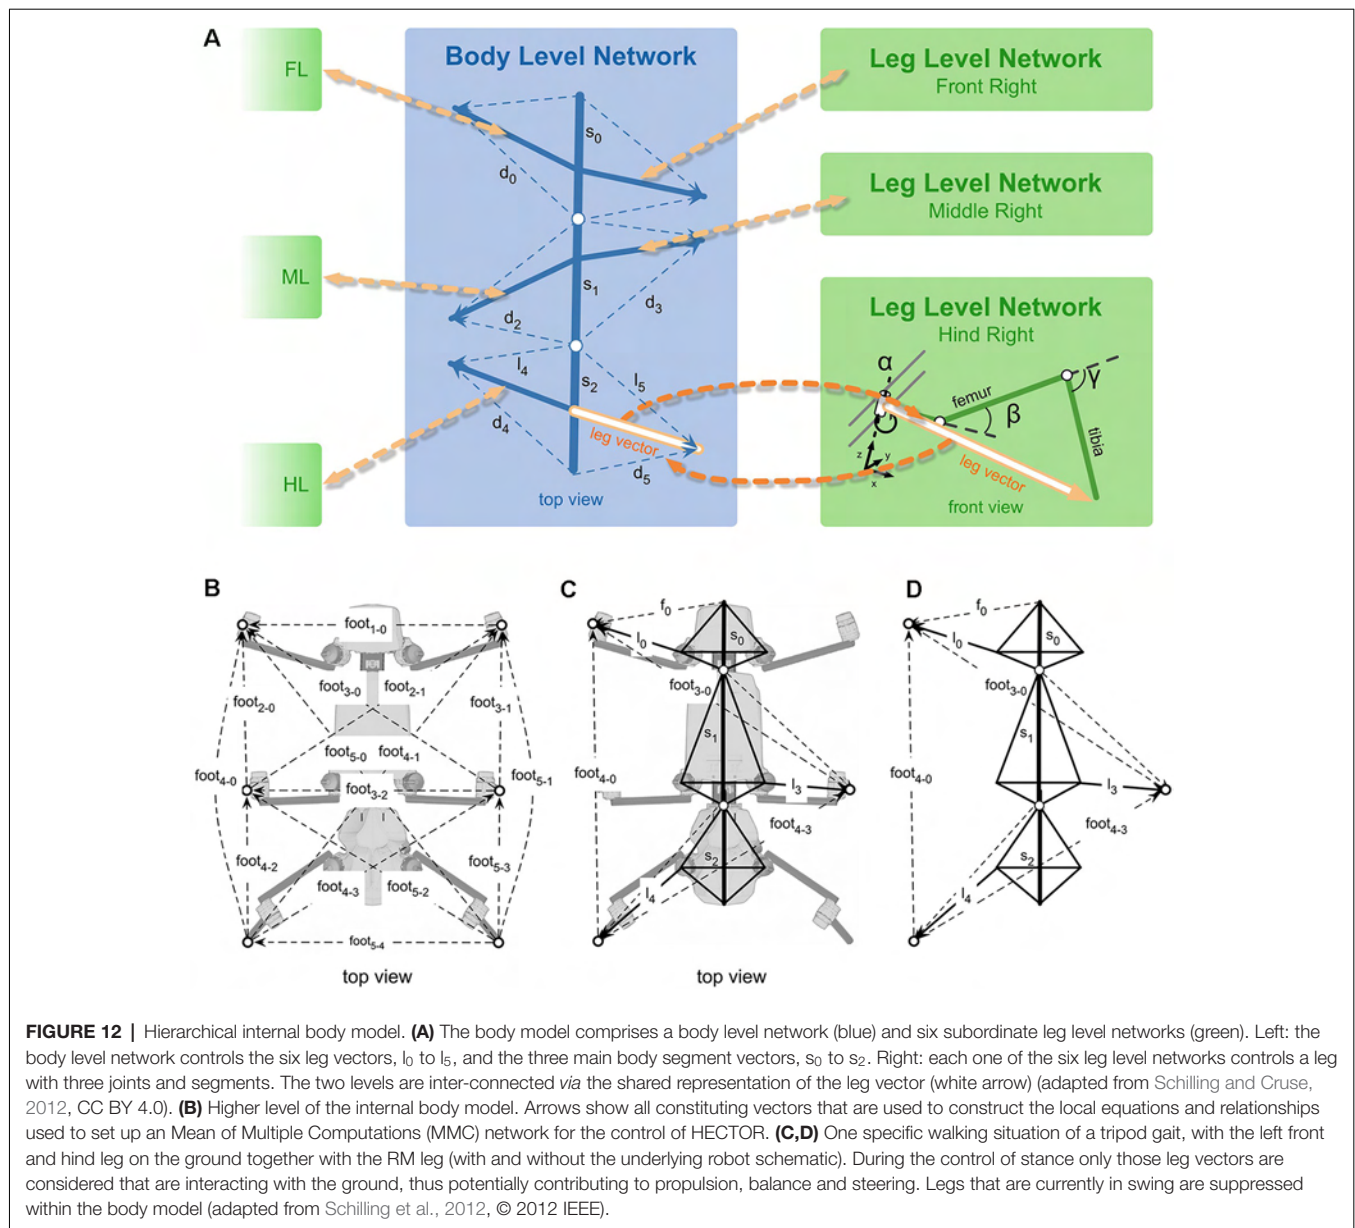 A
FL
ML
HL
Body Level Network
s0
d0
s1
d2
d3
l4
s2
l5
d4
leg vector
d5
top view
Leg Level Network
Front Right
Leg Level Network
Middle Right
Leg Level Network
Hind Right
α
femur
γ
β
tibia
z
y
x
leg vector
front view
B
foot1-0
foot3-0
foot2-1
foot2-0
foot3-1
foot5-0
foot4-1
foot4-0
foot5-1
foot3-2
foot4-2
foot5-3
foot4-3
foot5-2
foot5-4
top view
C
f0
l0
s0
foot3-0
s1
foot4-0
l3
foot4-3
s2
l4
top view
D
f0
l0
s0
foot3-0
s1
foot4-0
l3
foot4-3
s2
l4
FIGURE 12 | Hierarchical internal body model. (A) The body model comprises a body level network (blue) and six subordinate leg level networks (green). Left: the
body level network controls the six leg vectors, l0 to l5, and the three main body segment vectors, s0 to s2. Right: each one of the six leg level networks controls a leg
with three joints and segments. The two levels are inter-connected via the shared representation of the leg vector (white arrow) (adapted from Schilling and Cruse,
2012, CC BY 4.0). (B) Higher level of the internal body model. Arrows show all constituting vectors that are used to construct the local equations and relationships
used to set up an Mean of Multiple Computations (MMC) network for the control of HECTOR. (C,D) One specific walking situation of a tripod gait, with the left front
and hind leg on the ground together with the RM leg (with and without the underlying robot schematic). During the control of stance only those leg vectors are
considered that are interacting with the ground, thus potentially contributing to propulsion, balance and steering. Legs that are currently in swing are suppressed
within the body model (adapted from Schilling et al., 2012, © 2012 IEEE).